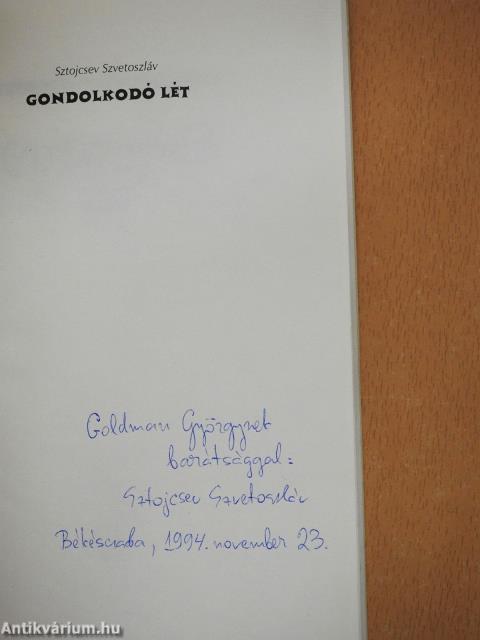 Sztojcsev Szvetoszláv
GONDOLKODÓ LÉT
Goldman Györgynek
barátsággal:
Sztojcsev Szvetoszláv
Békéscsaba, 1994. november 23.
Antikvárium.hu